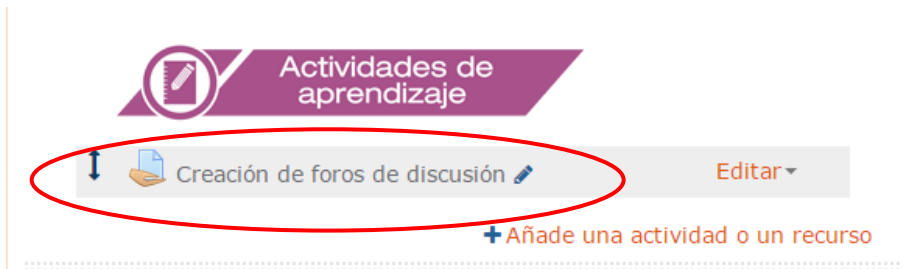 Actividades de
aprendizaje
Creación de foros de discusión
Editar
Añade una actividad o un recurso